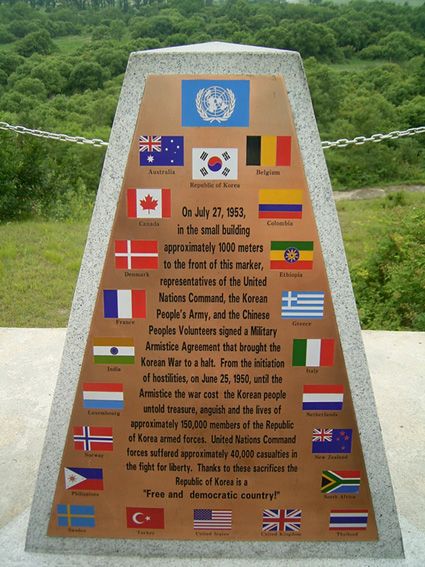 Australia
Belgium
Republic of Korea
Canada
Colombia
On July 27, 1953,
in the small building
approximately 1000 meters
to the front of this marker,
representatives of the United
Nations Command, the Korean
People's Army, and the Chinese
Peoples Volunteers signed a Military
Armistice Agreement that brought the
Korean War to a halt. From the initiation
of hostilities, on June 25, 1950, until the
Armistice the war cost the Korean people
untold treasure, anguish and the lives of
approximately 150,000 members of the Republic
of Korea armed forces. United Nations Command
forces suffered approximately 40,000 casualties in
the fight for liberty. Thanks to these sacrifices the
Republic of Korea is a
"Free and democratic country!"
Denmark
Ethiopia
France
Greece
India
Italy
Luxembourg
Netherlands
Norway
New Zealand
Philippines
South Africa
Sweden
Turkey
United States
United Kingdom
Thailand